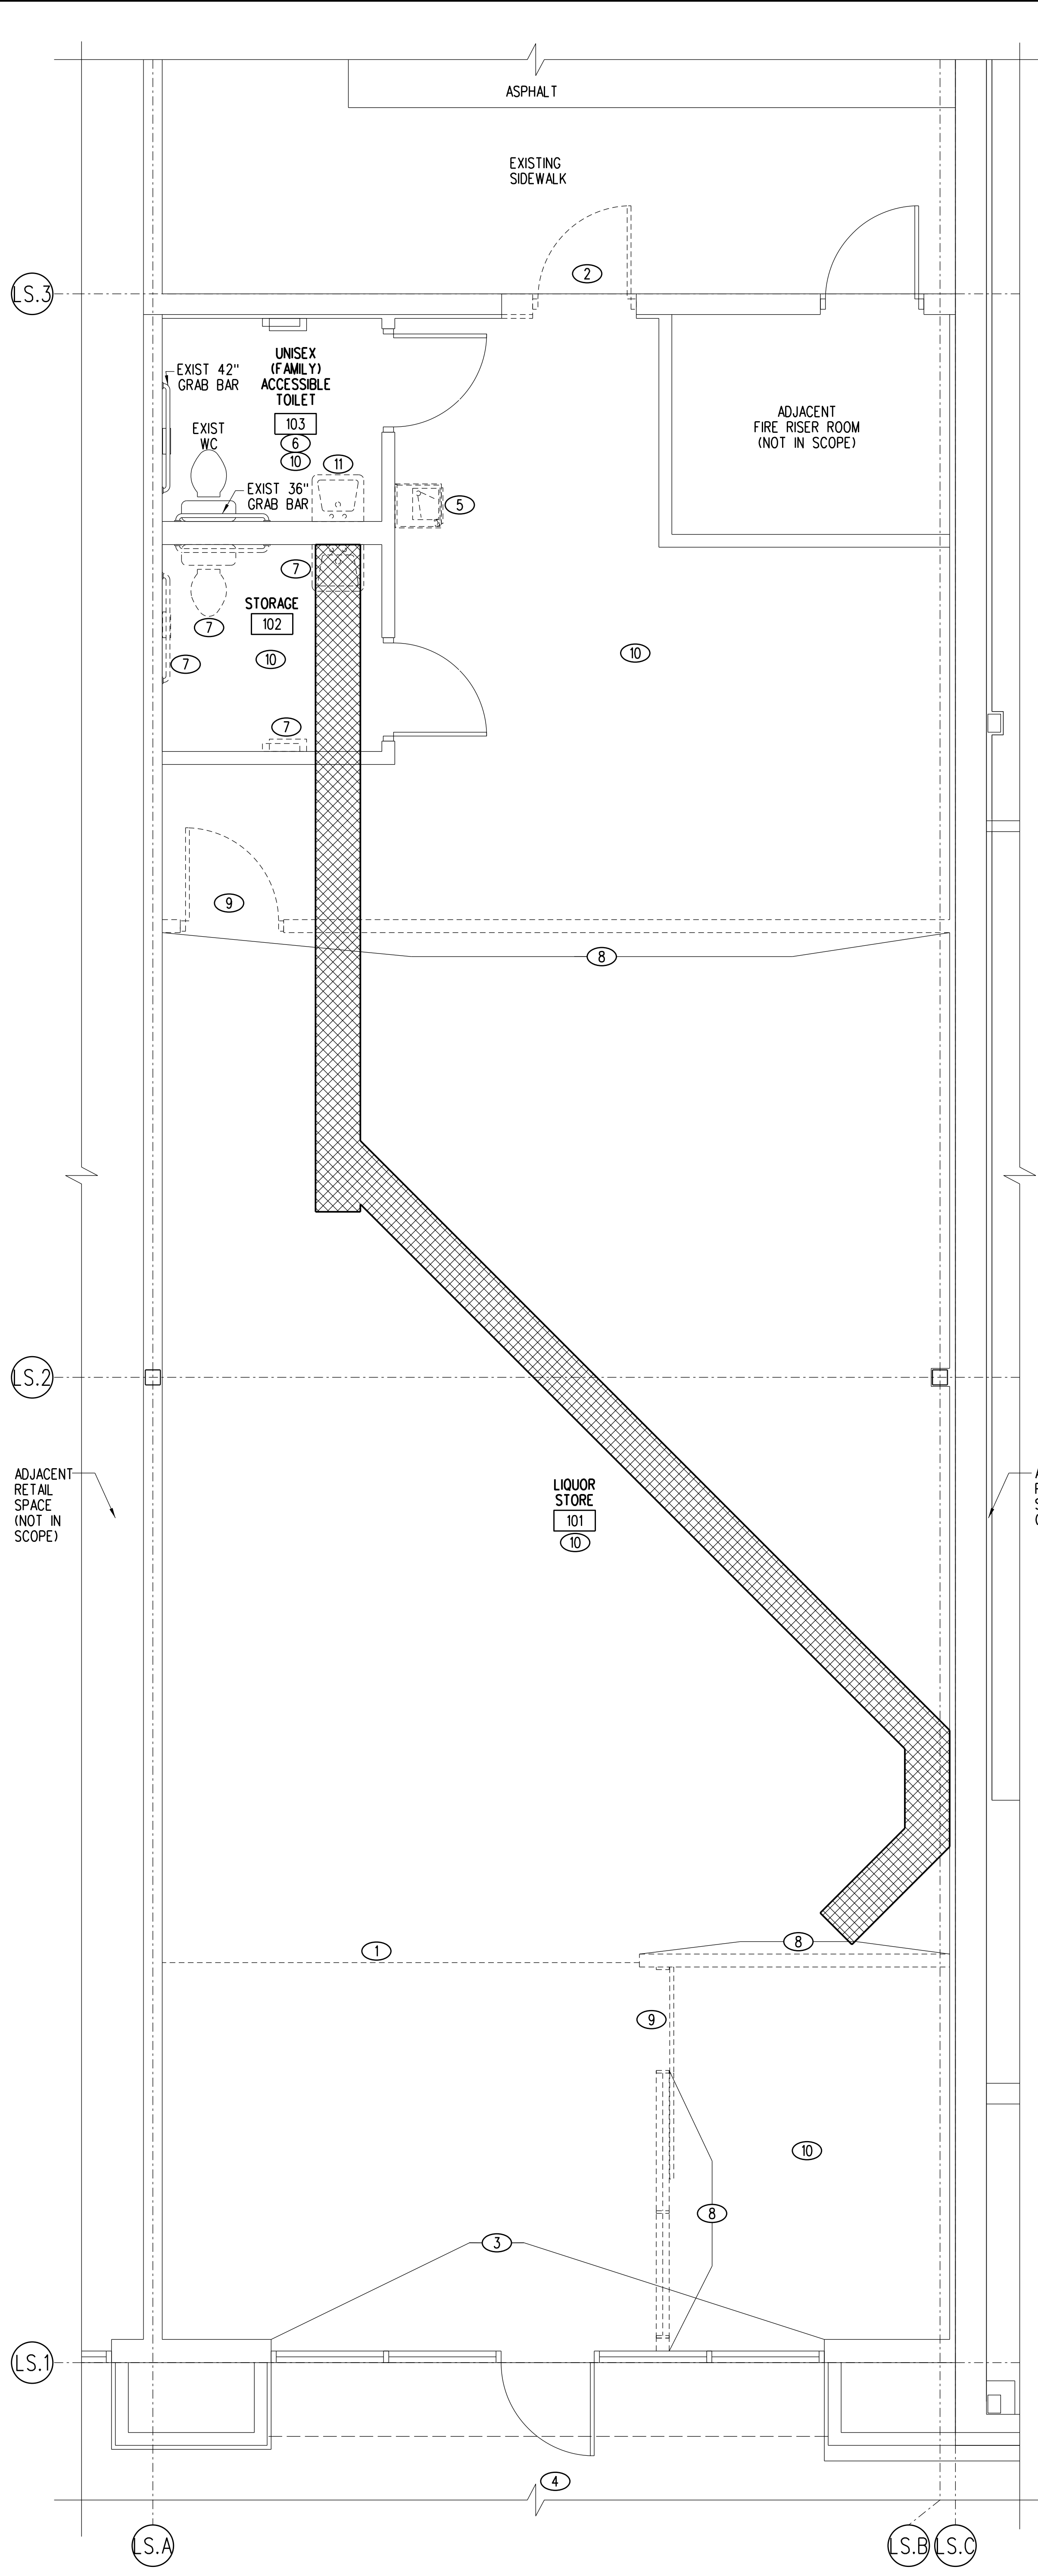 ASPHALT
EXISTING
SIDEWALK
2
LS.3
UNISEX
(FAMILY)
ACCESSIBLE
TOILET
103
6
10
EXIST 42"
GRAB BAR
EXIST
WC
EXIST 36"
GRAB BAR
11
5
ADJACENT
FIRE RISER ROOM
(NOT IN SCOPE)
7
STORAGE
102
7
10
7
10
7
9
8
LS.2
ADJACENT
RETAIL
SPACE
(NOT IN
SCOPE)
LIQUOR
STORE
101
10
1
8
9
10
8
3
LS.1
4
LS.A
LS.B
LS.C